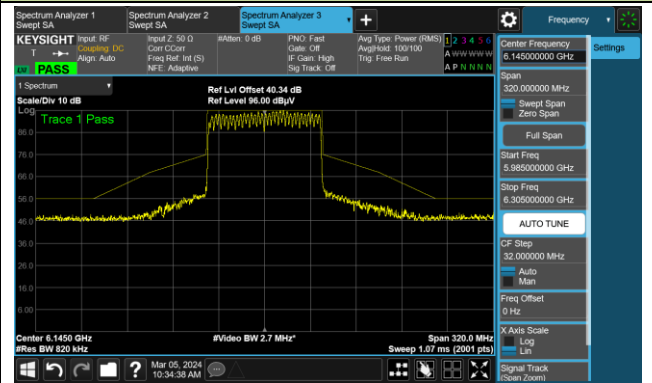 Spectrum Analyzer 1
Swept SA
Spectrum Analyzer 2
Swept SA
Spectrum Analyzer 3
Swept SA
Frequency
KEYSIGHT
T
LNI PASS
Input: RF
Coupling: DC
Align: Auto
Input Z: 50 Ω
Corr CCorr
Freq Ref: Int (S)
NFE: Adaptive
#Atten: 0 dB
PNO: Fast
Gate: Off
IF Gain: High
Sig Track: Off
Avg Type: Power (RMS)
Avg|Hold: 100/100
Trig: Free Run
1 2 3 4 5 6
A W W W W W
A P N N N N
1 Spectrum
Scale/Div 10 dB
Ref Lvl Offset 40.34 dB
Ref Level 96.00 dBµV
Log
Trace 1 Pass
86.0
76.0
66.0
56.0
46.0
36.0
26.0
16.0
6.00
Center 6.1450 GHz
#Res BW 820 kHz
#Video BW 2.7 MHz*
Span 320.0 MHz
Sweep 1.07 ms (2001 pts)
Mar 05, 2024
10:34:38 AM
Center Frequency
6.145000000 GHz
Settings
Span
320.000000 MHz
Swept Span
Zero Span
Full Span
Start Freq
5.985000000 GHz
Stop Freq
6.305000000 GHz
AUTO TUNE
CF Step
32.000000 MHz
Auto
Man
Freq Offset
0 Hz
X Axis Scale
Log
Lin
Signal Track
(Span Zoom)